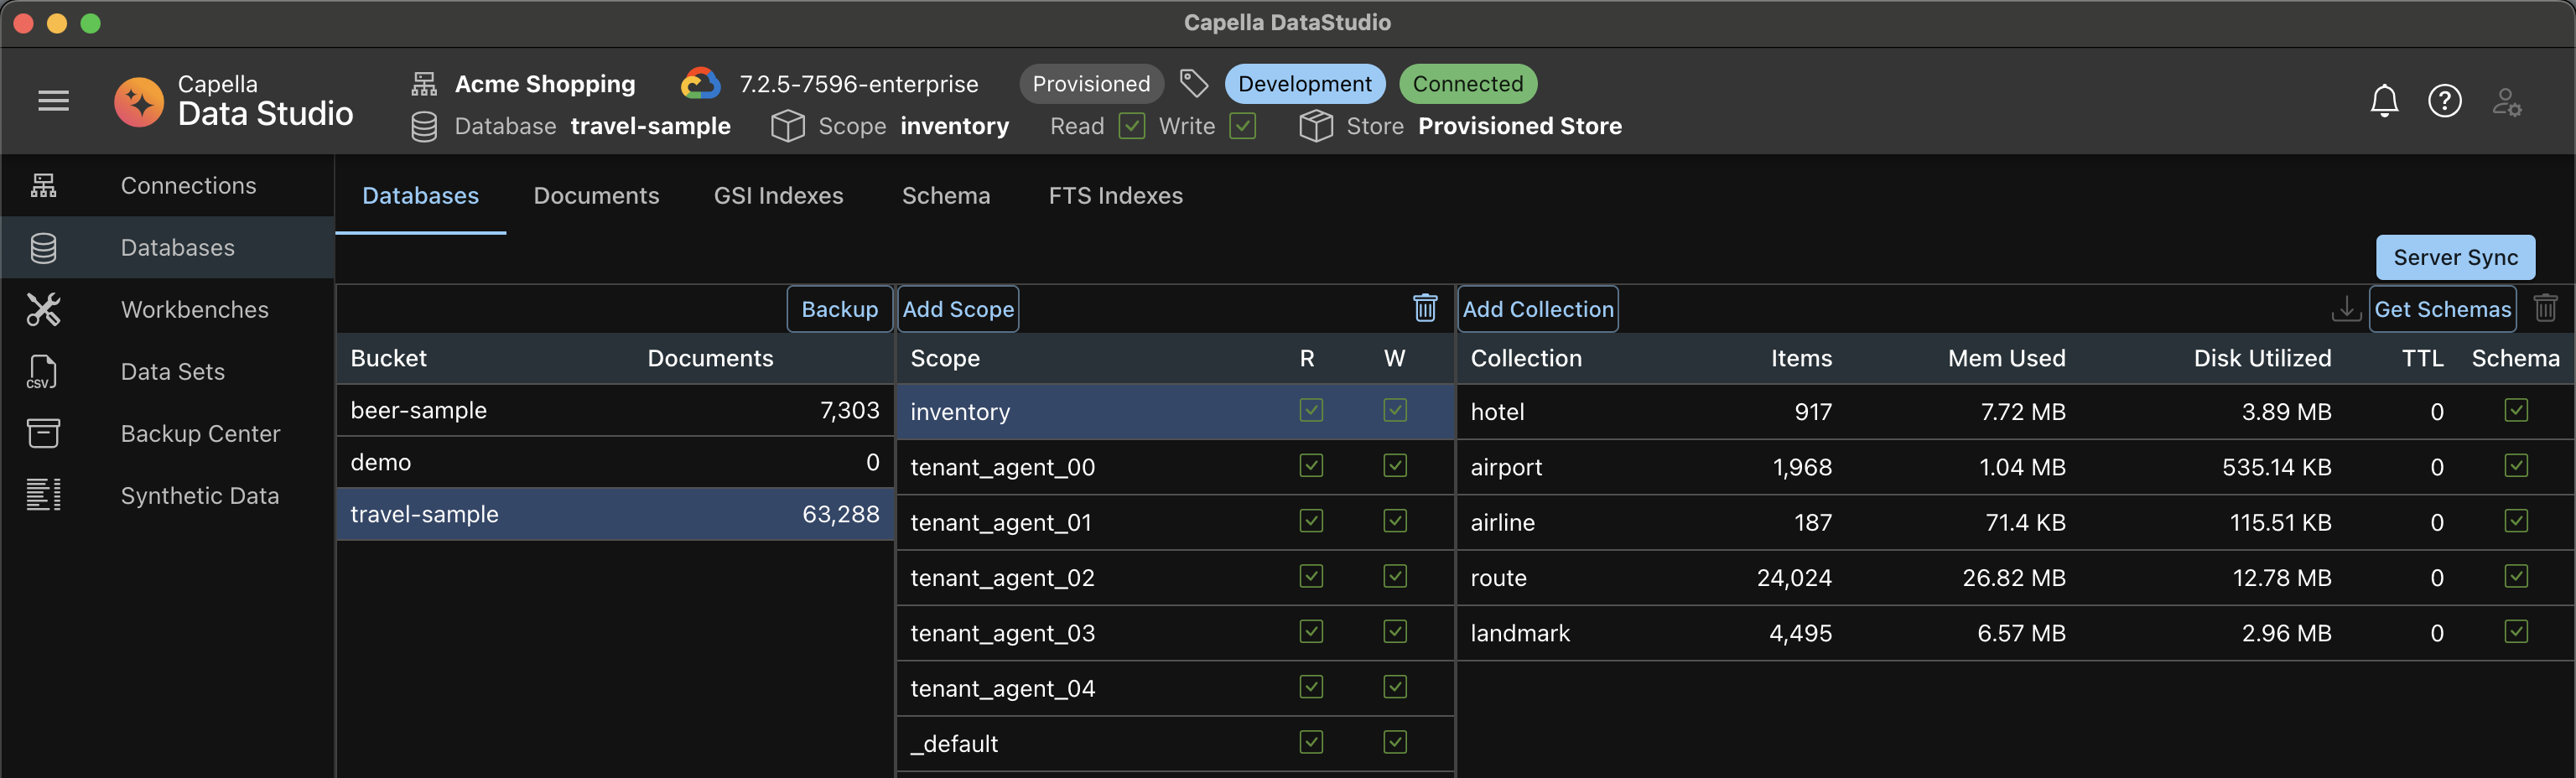 Capella DataStudio
Capella
Data Studio
Acme Shopping 7.2.5-7596-enterprise Provisioned Development Connected
Database travel-sample Scope inventory Read Write Store Provisioned Store
Connections
Databases
Workbenches
CSV Data Sets
Backup Center
Synthetic Data
Databases Documents GSI Indexes Schema FTS Indexes
Server Sync
Backup Add Scope Add Collection Get Schemas
Bucket Documents
beer-sample 7,303
demo 0
travel-sample 63,288
Scope R W
inventory
tenant_agent_00
tenant_agent_01
tenant_agent_02
tenant_agent_03
tenant_agent_04
_default
Collection Items Mem Used Disk Utilized TTL Schema
hotel 917 7.72 MB 3.89 MB 0
airport 1,968 1.04 MB 535.14 KB 0
airline 187 71.4 KB 115.51 KB 0
route 24,024 26.82 MB 12.78 MB 0
landmark 4,495 6.57 MB 2.96 MB 0